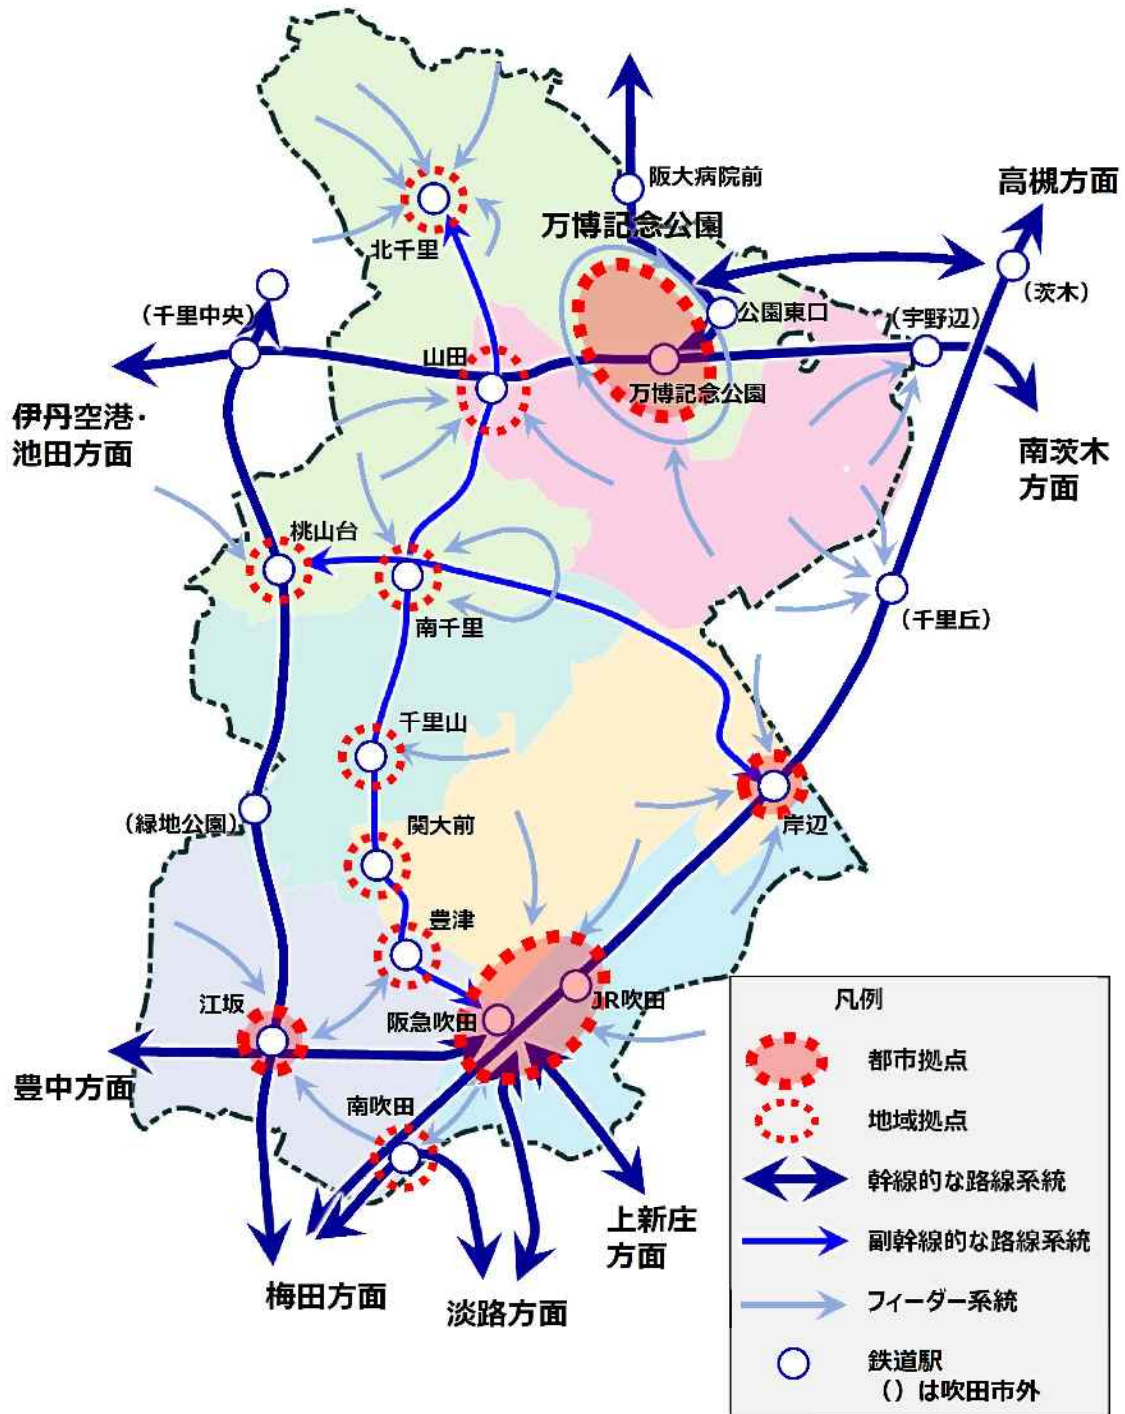 阪大病院前
高槻方面
万博記念公園
北千里
(茨木)
(千里中央)
公園東口
(宇野辺)
山田
万博記念公園
伊丹空港・
池田方面
南茨木
方面
桃山台
南千里
(千里丘)
千里山
(緑地公園)
関大前
岸辺
豊津
江坂
阪急吹田
JR吹田
豊中方面
南吹田
上新庄
方面
梅田方面
淡路方面
凡例
都市拠点
地域拠点
幹線的な路線系統
副幹線的な路線系統
フィーダー系統
鉄道駅
()は吹田市外